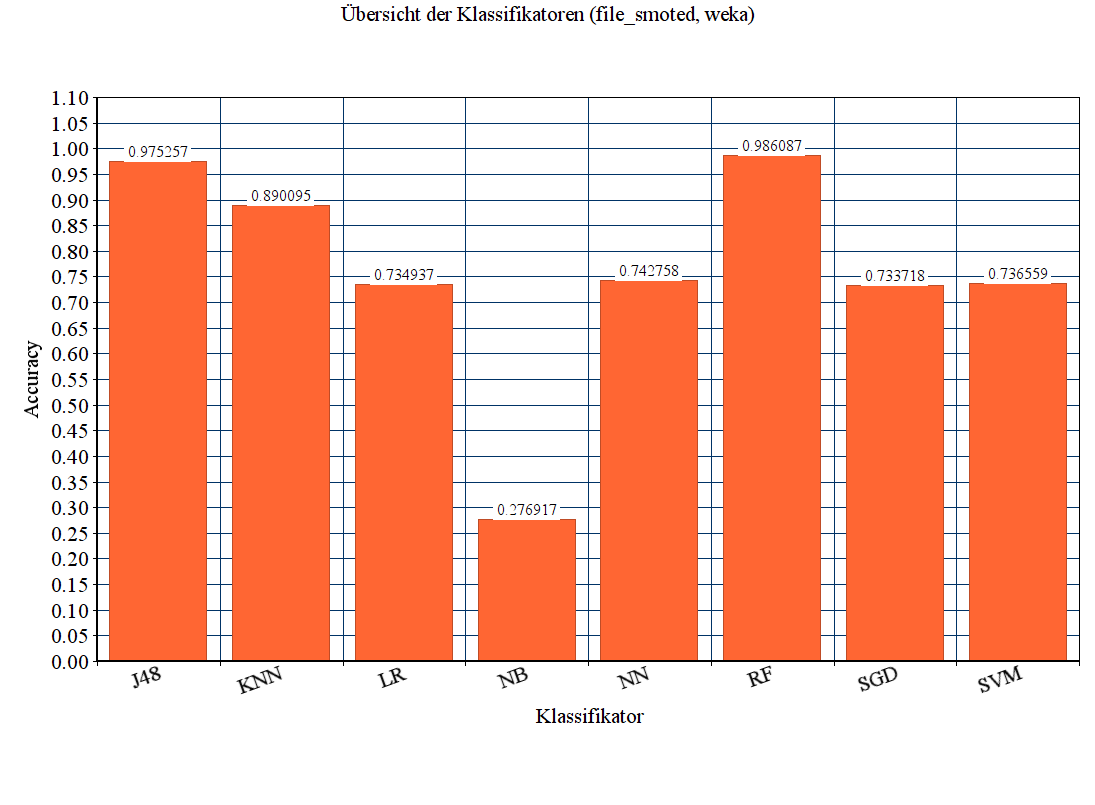 Übersicht der Klassifikatoren (file_smoted, weka)
1.10
1.05
1.00
0.95
0.90
0.85
0.80
0.75
0.70
0.65
0.60
0.55
0.50
0.45
0.40
0.35
0.30
0.25
0.20
0.15
0.10
0.05
0.00
Accuracy
0.975257
0.890095
0.734937
0.276917
0.742758
0.986087
0.733718
0.736559
J48
KNN
LR
NB
NN
RF
SGD
SVM
Klassifikator